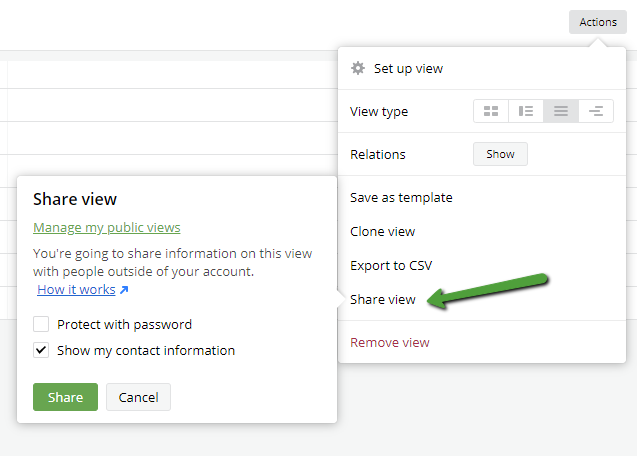 Actions
Set up view
View type
Relations
Show
Save as template
Clone view
Export to CSV
Share view
Remove view
Share view
Manage my public views
You're going to share information on this view
with people outside of your account.
How it works
Protect with password
Show my contact information
Share
Cancel